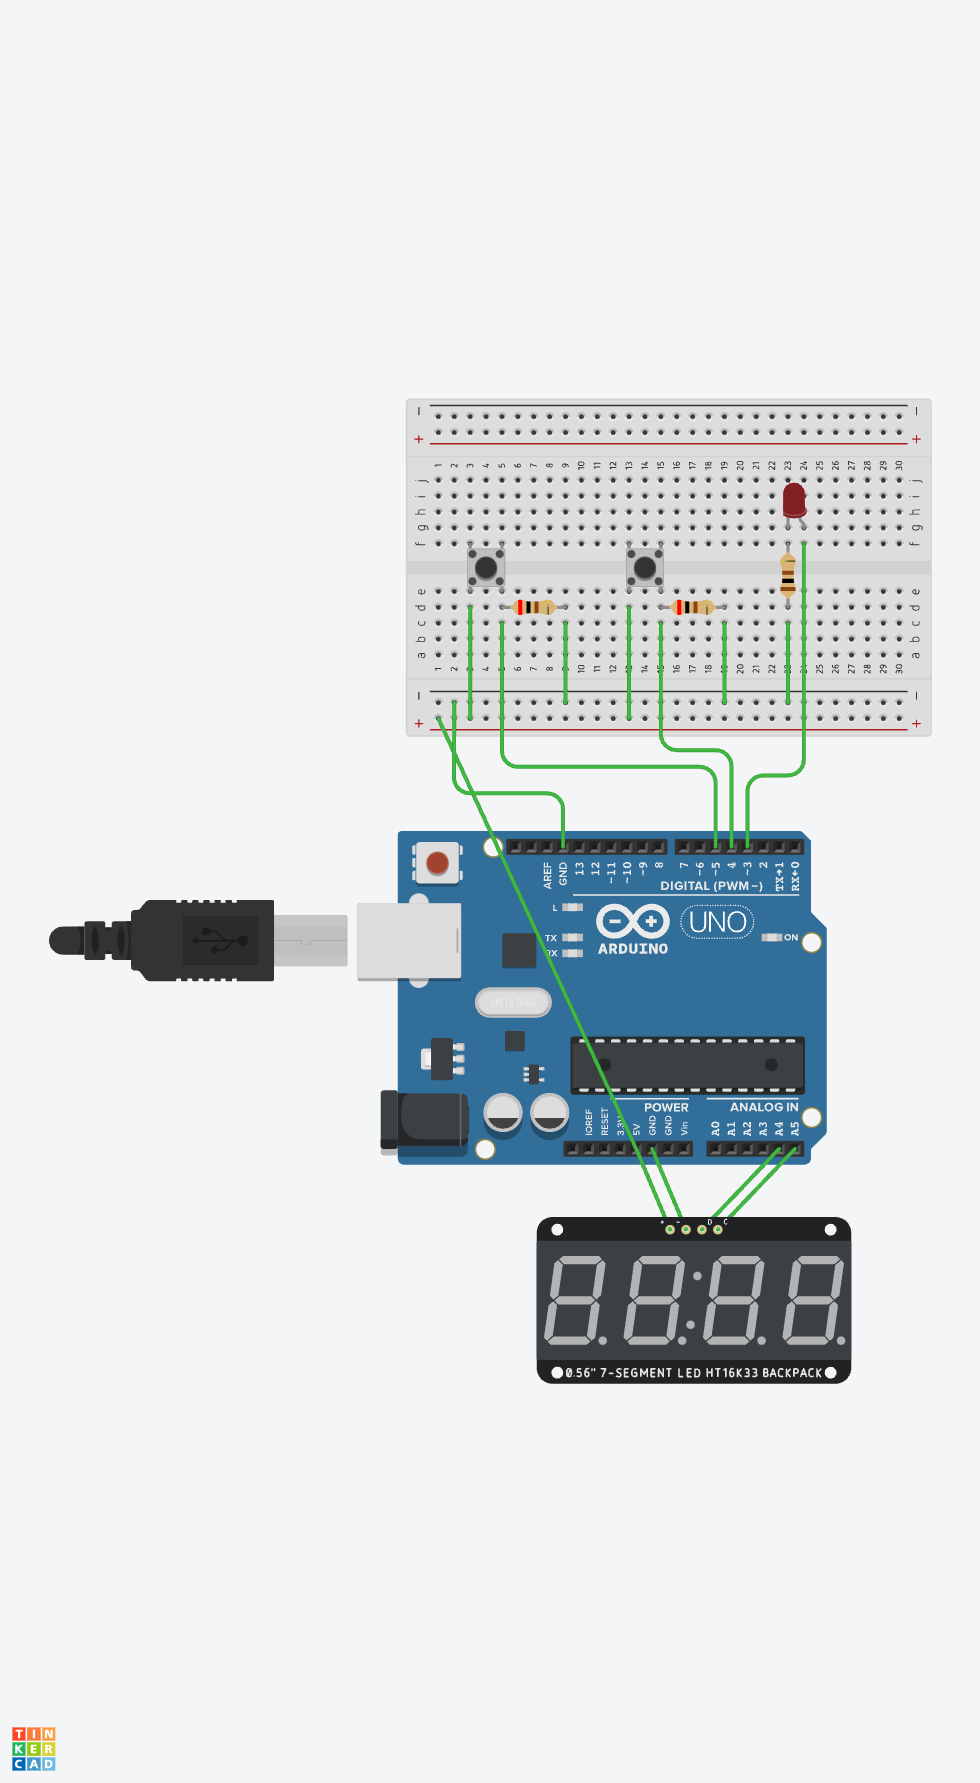 − −
+ +
1 2 3 4 5 6 7 8 9 10 11 12 13 14 15 16 17 18 19 20 21 22 23 24 25 26 27 28 29 30
j j
i i
h h
g g
f f
e e
d d
c c
b b
a a
1 2 3 4 5 6 7 8 9 10 11 12 13 14 15 16 17 18 19 20 21 22 23 24 25 26 27 28 29 30
− −
+ +
AREF GND 13 12 ~11 ~10 ~9 8 7 ~6 ~5 4 ~3 2 TX→1 RX←0
DIGITAL (PWM ~)
L
UNO
TX
RX
ON
ARDUINO
POWER ANALOG IN
IOREF RESET 3.3V 5V GND GND Vin A0 A1 A2 A3 A4 A5
+ − D C
0.56" 7-SEGMENT LED HT16K33 BACKPACK
TIN
KER
CAD